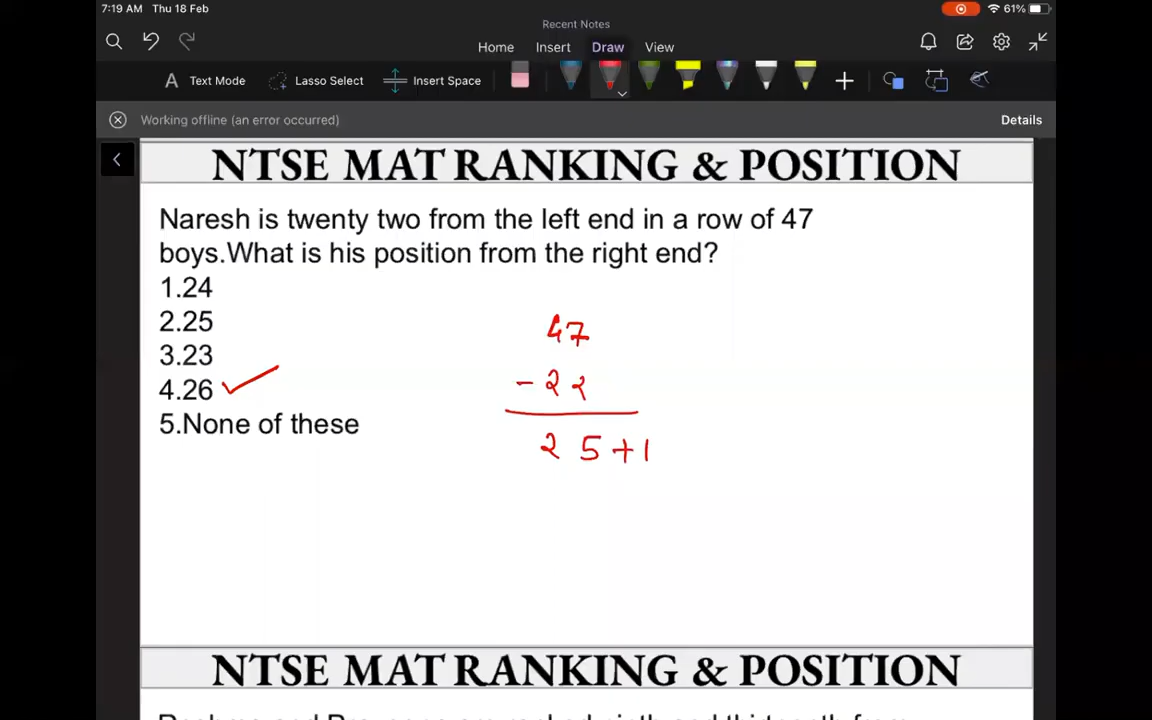 7:19 AM Thu 18 Feb
61%
Recent Notes
Home Insert Draw View
A Text Mode Lasso Select Insert Space
Working offline (an error occurred)
Details
NTSE MAT RANKING & POSITION
Naresh is twenty two from the left end in a row of 47
boys.What is his position from the right end?
1.24
2.25
3.23
4.26
5.None of these
47
-22
25+1
NTSE MAT RANKING & POSITION